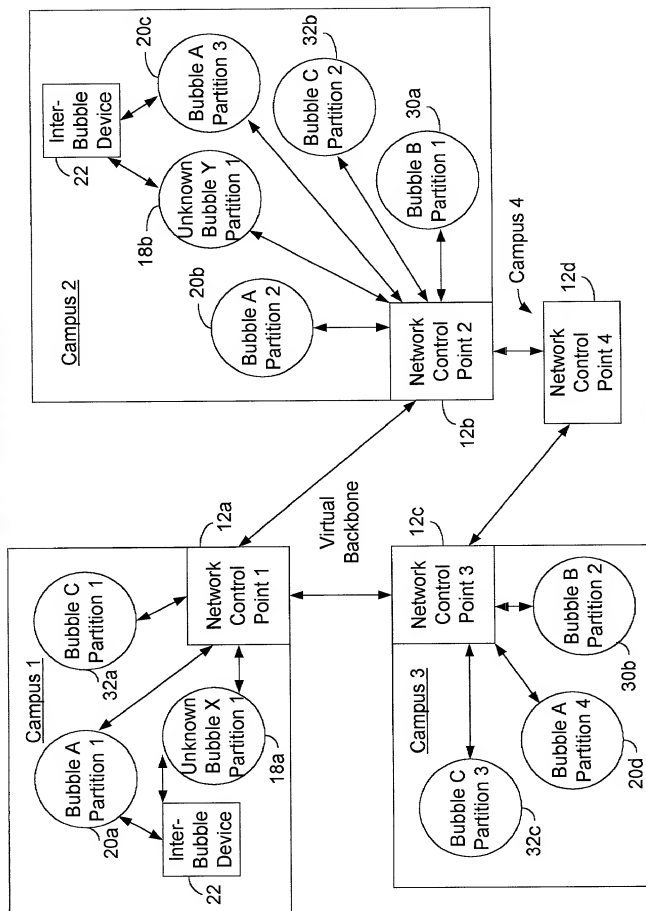 Campus 1
Bubble A
Partition 1
20a
Bubble C
Partition 1
32a
Inter-
Bubble
Device
22
Unknown
Bubble X
Partition 1
18a
Network
Control
Point 1
12a
Campus 2
Bubble A
Partition 2
20b
Unknown
Bubble Y
Partition 1
18b
Inter-
Bubble
Device
22
Bubble A
Partition 3
20c
Bubble C
Partition 2
32b
Bubble B
Partition 1
30a
Network
Control
Point 2
12b
Virtual
Backbone
Campus 3
Network
Control
Point 3
12c
Bubble C
Partition 3
32c
Bubble A
Partition 4
20d
Bubble B
Partition 2
30b
Campus 4
Network
Control
Point 4
12d